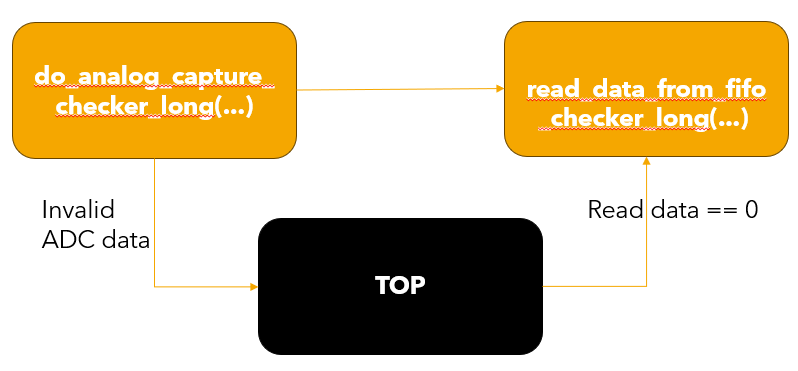 do_analog_capture_
checker_long(...)
read_data_from_fifo
_checker_long(...)
Invalid
ADC data
Read data == 0
TOP